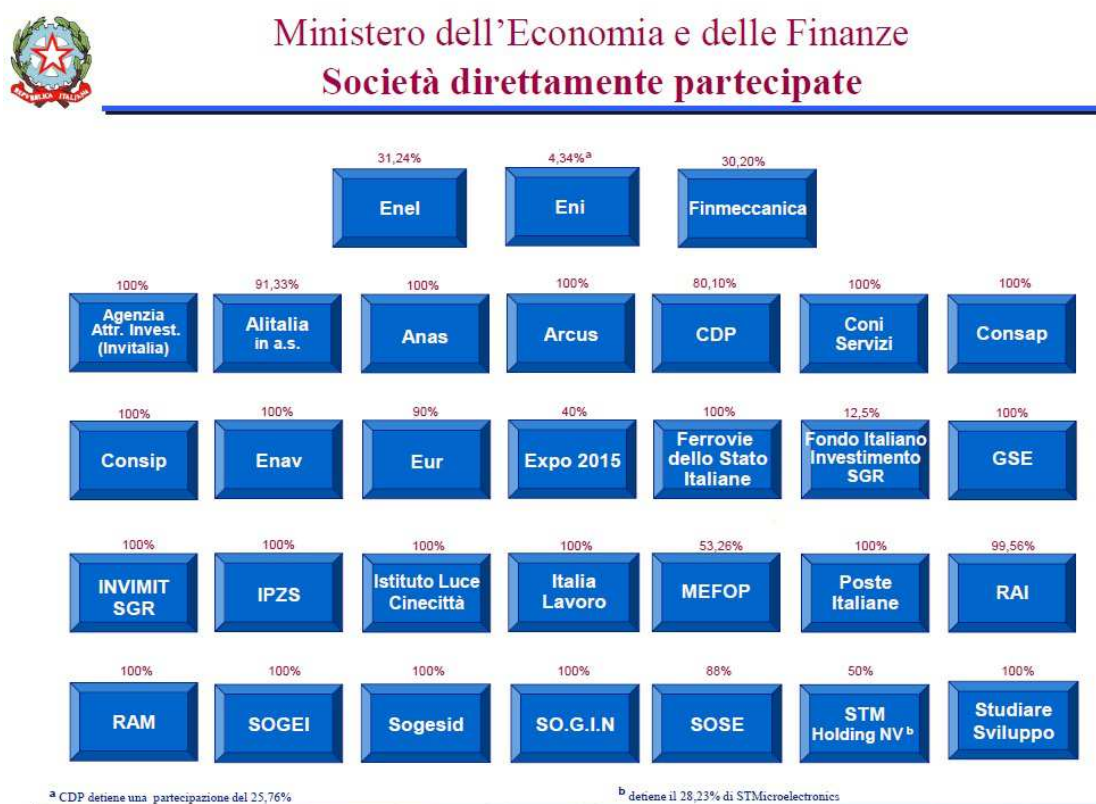 REPVBBLICA ITALIANA
Ministero dell'Economia e delle Finanze
Società direttamente partecipate
31,24%
4,34%ª
30,20%
Enel
Eni
Finmeccanica
100%
91,33%
100%
100%
80,10%
100%
100%
Agenzia
Attr. Invest.
(Invitalia)
Alitalia
in a.s.
Anas
Arcus
CDP
Coni
Servizi
Consap
100%
100%
90%
40%
100%
12,5%
100%
Consip
Enav
Eur
Expo 2015
Ferrovie
dello Stato
Italiane
Fondo Italiano
Investimento
SGR
GSE
100%
100%
100%
100%
53,26%
100%
99,56%
INVIMIT
SGR
IPZS
Istituto Luce
Cinecittà
Italia
Lavoro
MEFOP
Poste
Italiane
RAI
100%
100%
100%
100%
88%
50%
100%
RAM
SOGEI
Sogesid
SO.G.I.N
SOSE
STM
Holding NV b
Studiare
Sviluppo
a CDP detiene una partecipazione del 25,76%
b detiene il 28,23% di STMicroelectronics